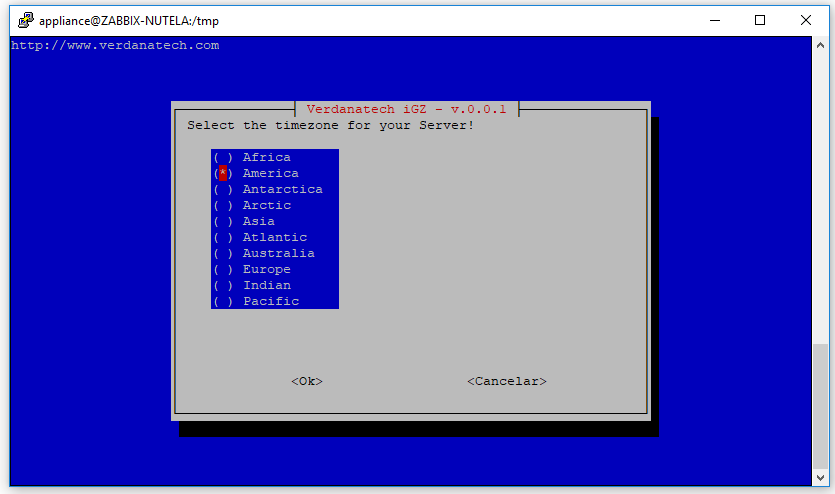 appliance@ZABBIX-NUTELA:/tmp
http://www.verdanatech.com
Verdanatech iGZ - v.0.0.1
Select the timezone for your Server!
( ) Africa
(*) America
( ) Antarctica
( ) Arctic
( ) Asia
( ) Atlantic
( ) Australia
( ) Europe
( ) Indian
( ) Pacific
<Ok> <Cancelar>